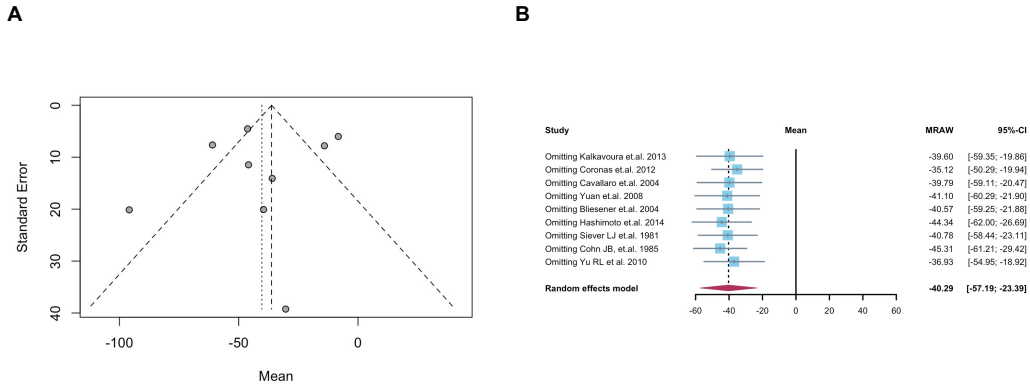 A
B
0
10
20
30
40
Standard Error
-100
-50
0
Mean
Study Mean MRAW 95%-CI
Omitting Kalkavoura et.al. 2013 -39.60 [-59.35; -19.86]
Omitting Coronas et.al. 2012 -35.12 [-50.29; -19.94]
Omitting Cavallaro et.al. 2004 -39.79 [-59.11; -20.47]
Omitting Yuan et.al. 2008 -41.10 [-60.29; -21.90]
Omitting Bliesener et.al. 2004 -40.57 [-59.25; -21.88]
Omitting Hashimoto et.al. 2014 -44.34 [-62.00; -26.69]
Omitting Siever LJ et.al. 1981 -40.78 [-58.44; -23.11]
Omitting Cohn JB, et.al. 1985 -45.31 [-61.21; -29.42]
Omitting Yu RL et al. 2010 -36.93 [-54.95; -18.92]
Random effects model -40.29 [-57.19; -23.39]
-60 -40 -20 0 20 40 60